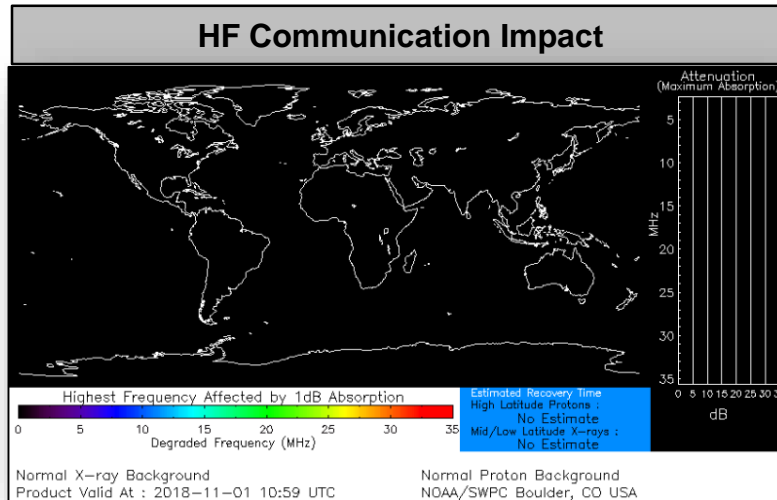 HF Communication Impact
Attenuation
(Maximum Absorption)
5
10
15
20
25
30
35
MHz
0 5 10 15 20 25 30
dB
Highest Frequency Affected by 1dB Absorption
0 5 10 15 20 25 30 35
Degraded Frequency (MHz)
Estimated Recovery Time
High Latitude Protons :
No Estimate
Mid/Low Latitude X-rays :
No Estimate
Normal X-ray Background
Normal Proton Background
Product Valid At : 2018-11-01 10:59 UTC
NOAA/SWPC Boulder, CO USA